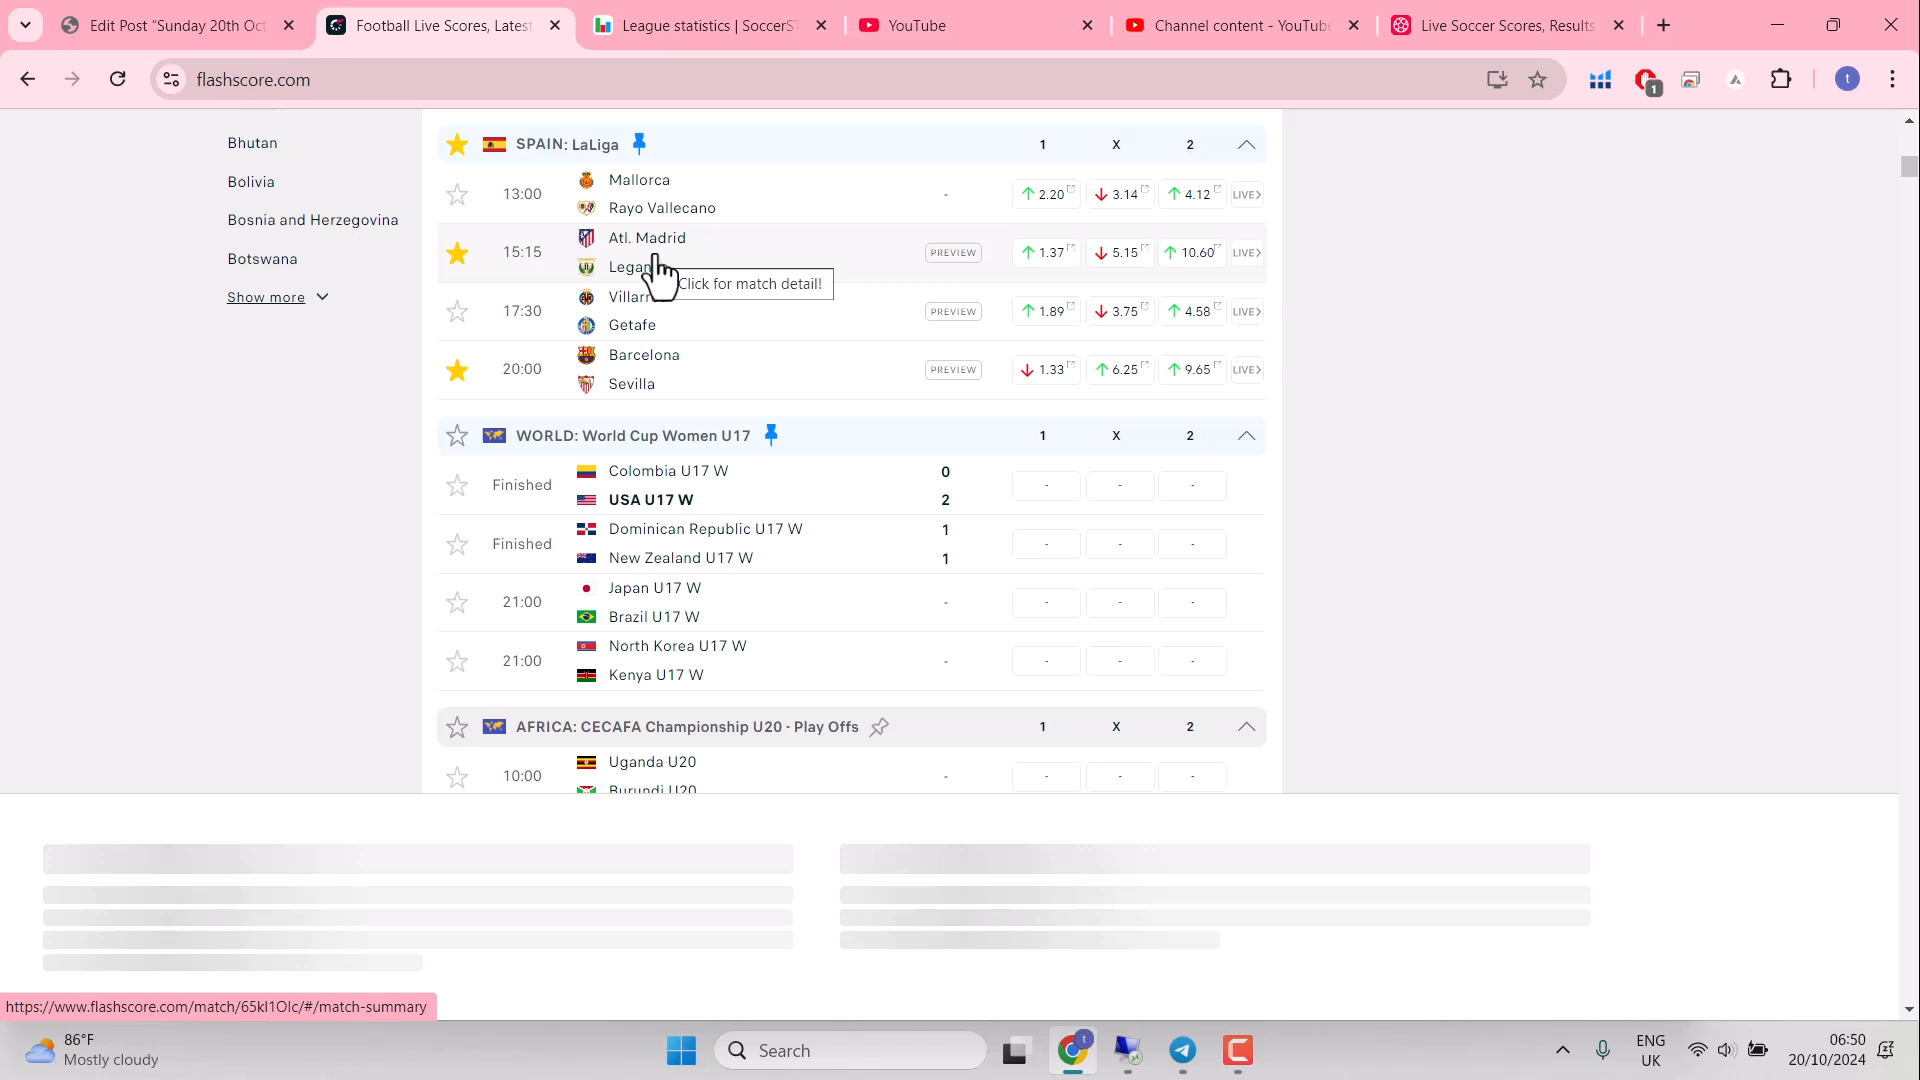 Edit Post "Sunday 20th Oct
Football Live Scores, Latest
League statistics | SoccerST
YouTube
Channel content - YouTube
Live Soccer Scores, Results
flashscore.com
1
t
Bhutan
Bolivia
Bosnia and Herzegovina
Botswana
Show more
SPAIN: LaLiga
1 X 2
13:00
Mallorca
Rayo Vallecano
-
2.20 3.14 4.12 LIVE
15:15
Atl. Madrid
Legan
PREVIEW
1.37 5.15 10.60 LIVE
Click for match detail!
17:30
Villarr
Getafe
PREVIEW
1.89 3.75 4.58 LIVE
20:00
Barcelona
Sevilla
PREVIEW
1.33 6.25 9.65 LIVE
WORLD: World Cup Women U17
1 X 2
Finished
Colombia U17 W 0
USA U17 W 2
- - -
Finished
Dominican Republic U17 W 1
New Zealand U17 W 1
- - -
21:00
Japan U17 W
Brazil U17 W
- - - -
21:00
North Korea U17 W
Kenya U17 W
- - - -
AFRICA: CECAFA Championship U20 - Play Offs
1 X 2
10:00
Uganda U20
Burundi U20
- - - -
https://www.flashscore.com/match/65kI1Olc/#/match-summary
86°F
Mostly cloudy
Search
t
ENG
UK
06:50
20/10/2024